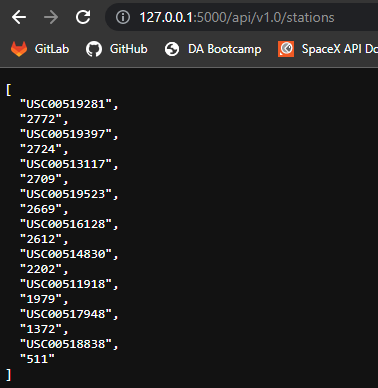 127.0.0.1:5000/api/v1.0/stations
GitLab GitHub DA Bootcamp SpaceX API Do
[
"USC00519281",
"2772",
"USC00519397",
"2724",
"USC00513117",
"2709",
"USC00519523",
"2669",
"USC00516128",
"2612",
"USC00514830",
"2202",
"USC00511918",
"1979",
"USC00517948",
"1372",
"USC00518838",
"511"
]